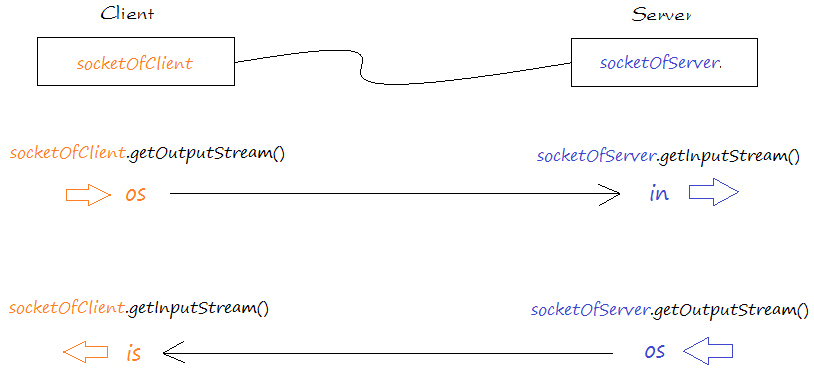 Client
Server
socketOfClient
socketOfServer.
socketOfClient.getOutputStream()
socketOfServer.getInputStream()
os
in
socketOfClient.getInputStream()
socketOfServer.getOutputStream()
is
os